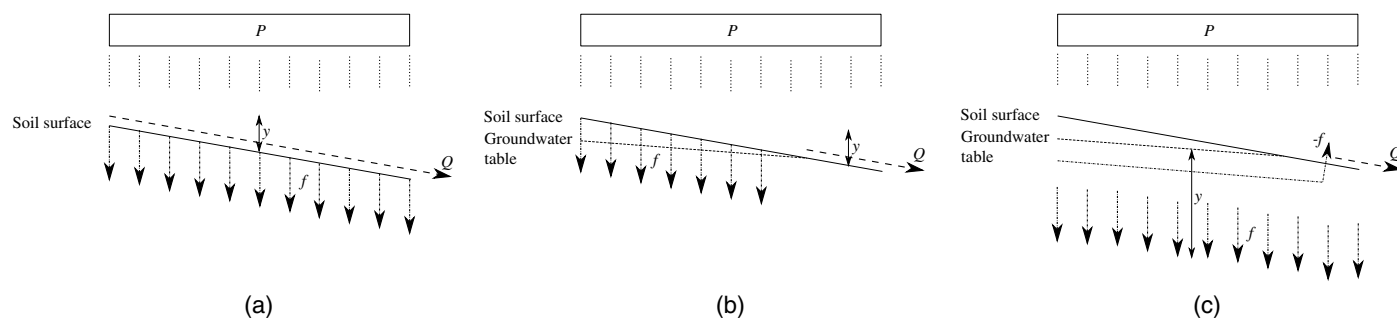 P
Soil surface
y
Q
f
(a)
P
Soil surface
Groundwater
table
f
y
Q
(b)
P
Soil surface
Groundwater
table
-f
Q
y
f
(c)